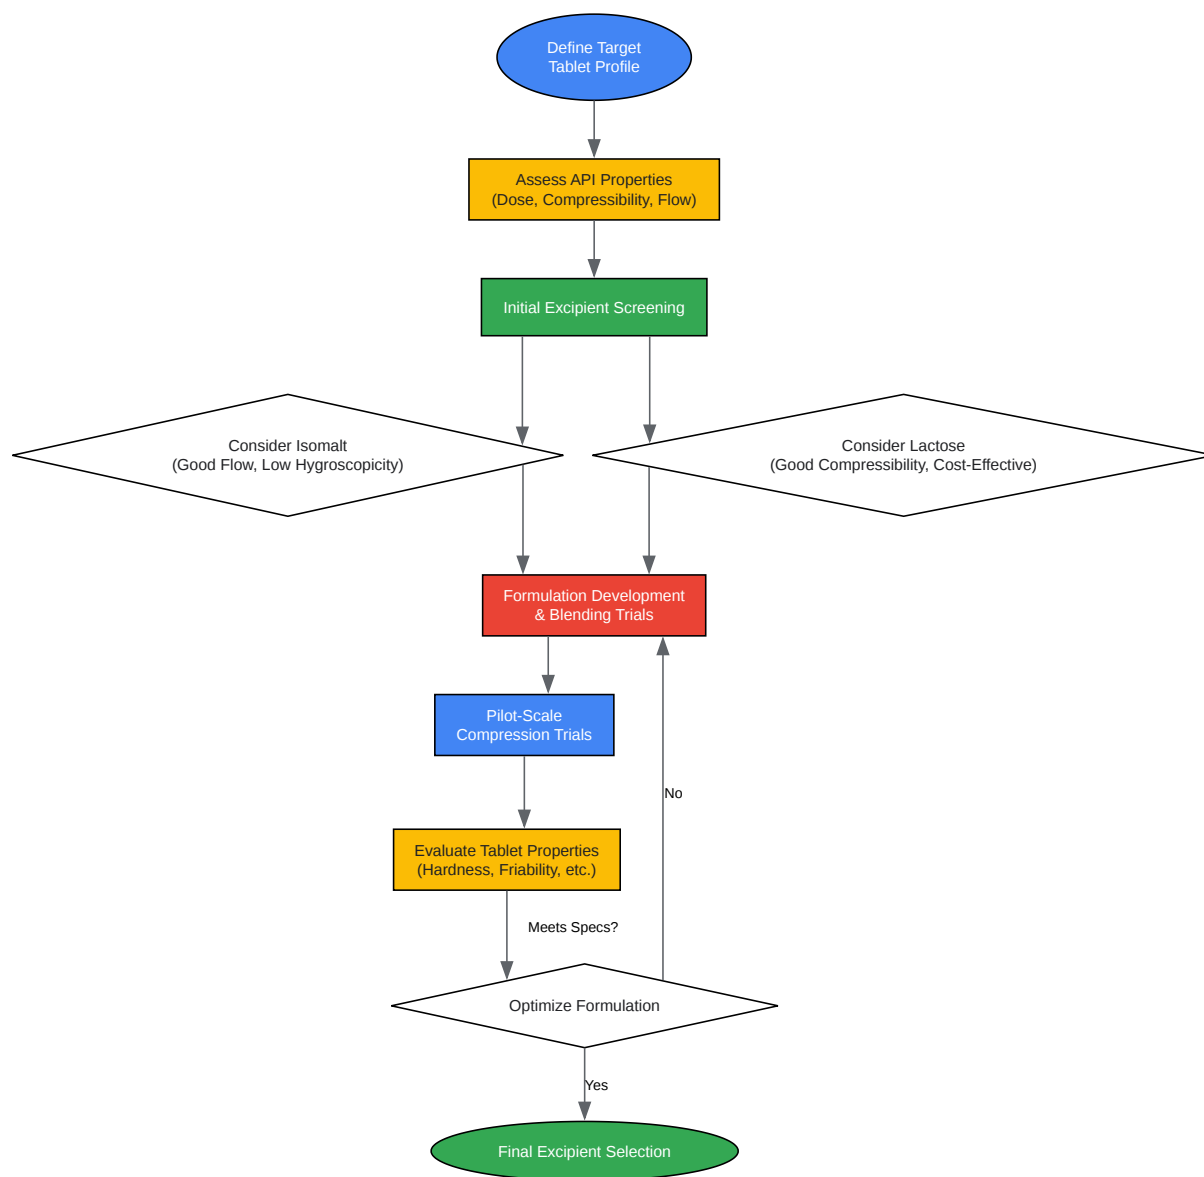 Define Target
Tablet Profile
Assess API Properties
(Dose, Compressibility, Flow)
Initial Excipient Screening
Consider Isomalt
(Good Flow, Low Hygroscopicity)
Consider Lactose
(Good Compressibility, Cost-Effective)
Formulation Development
& Blending Trials
Pilot-Scale
Compression Trials
No
Evaluate Tablet Properties
(Hardness, Friability, etc.)
Meets Specs?
Optimize Formulation
Yes
Final Excipient Selection